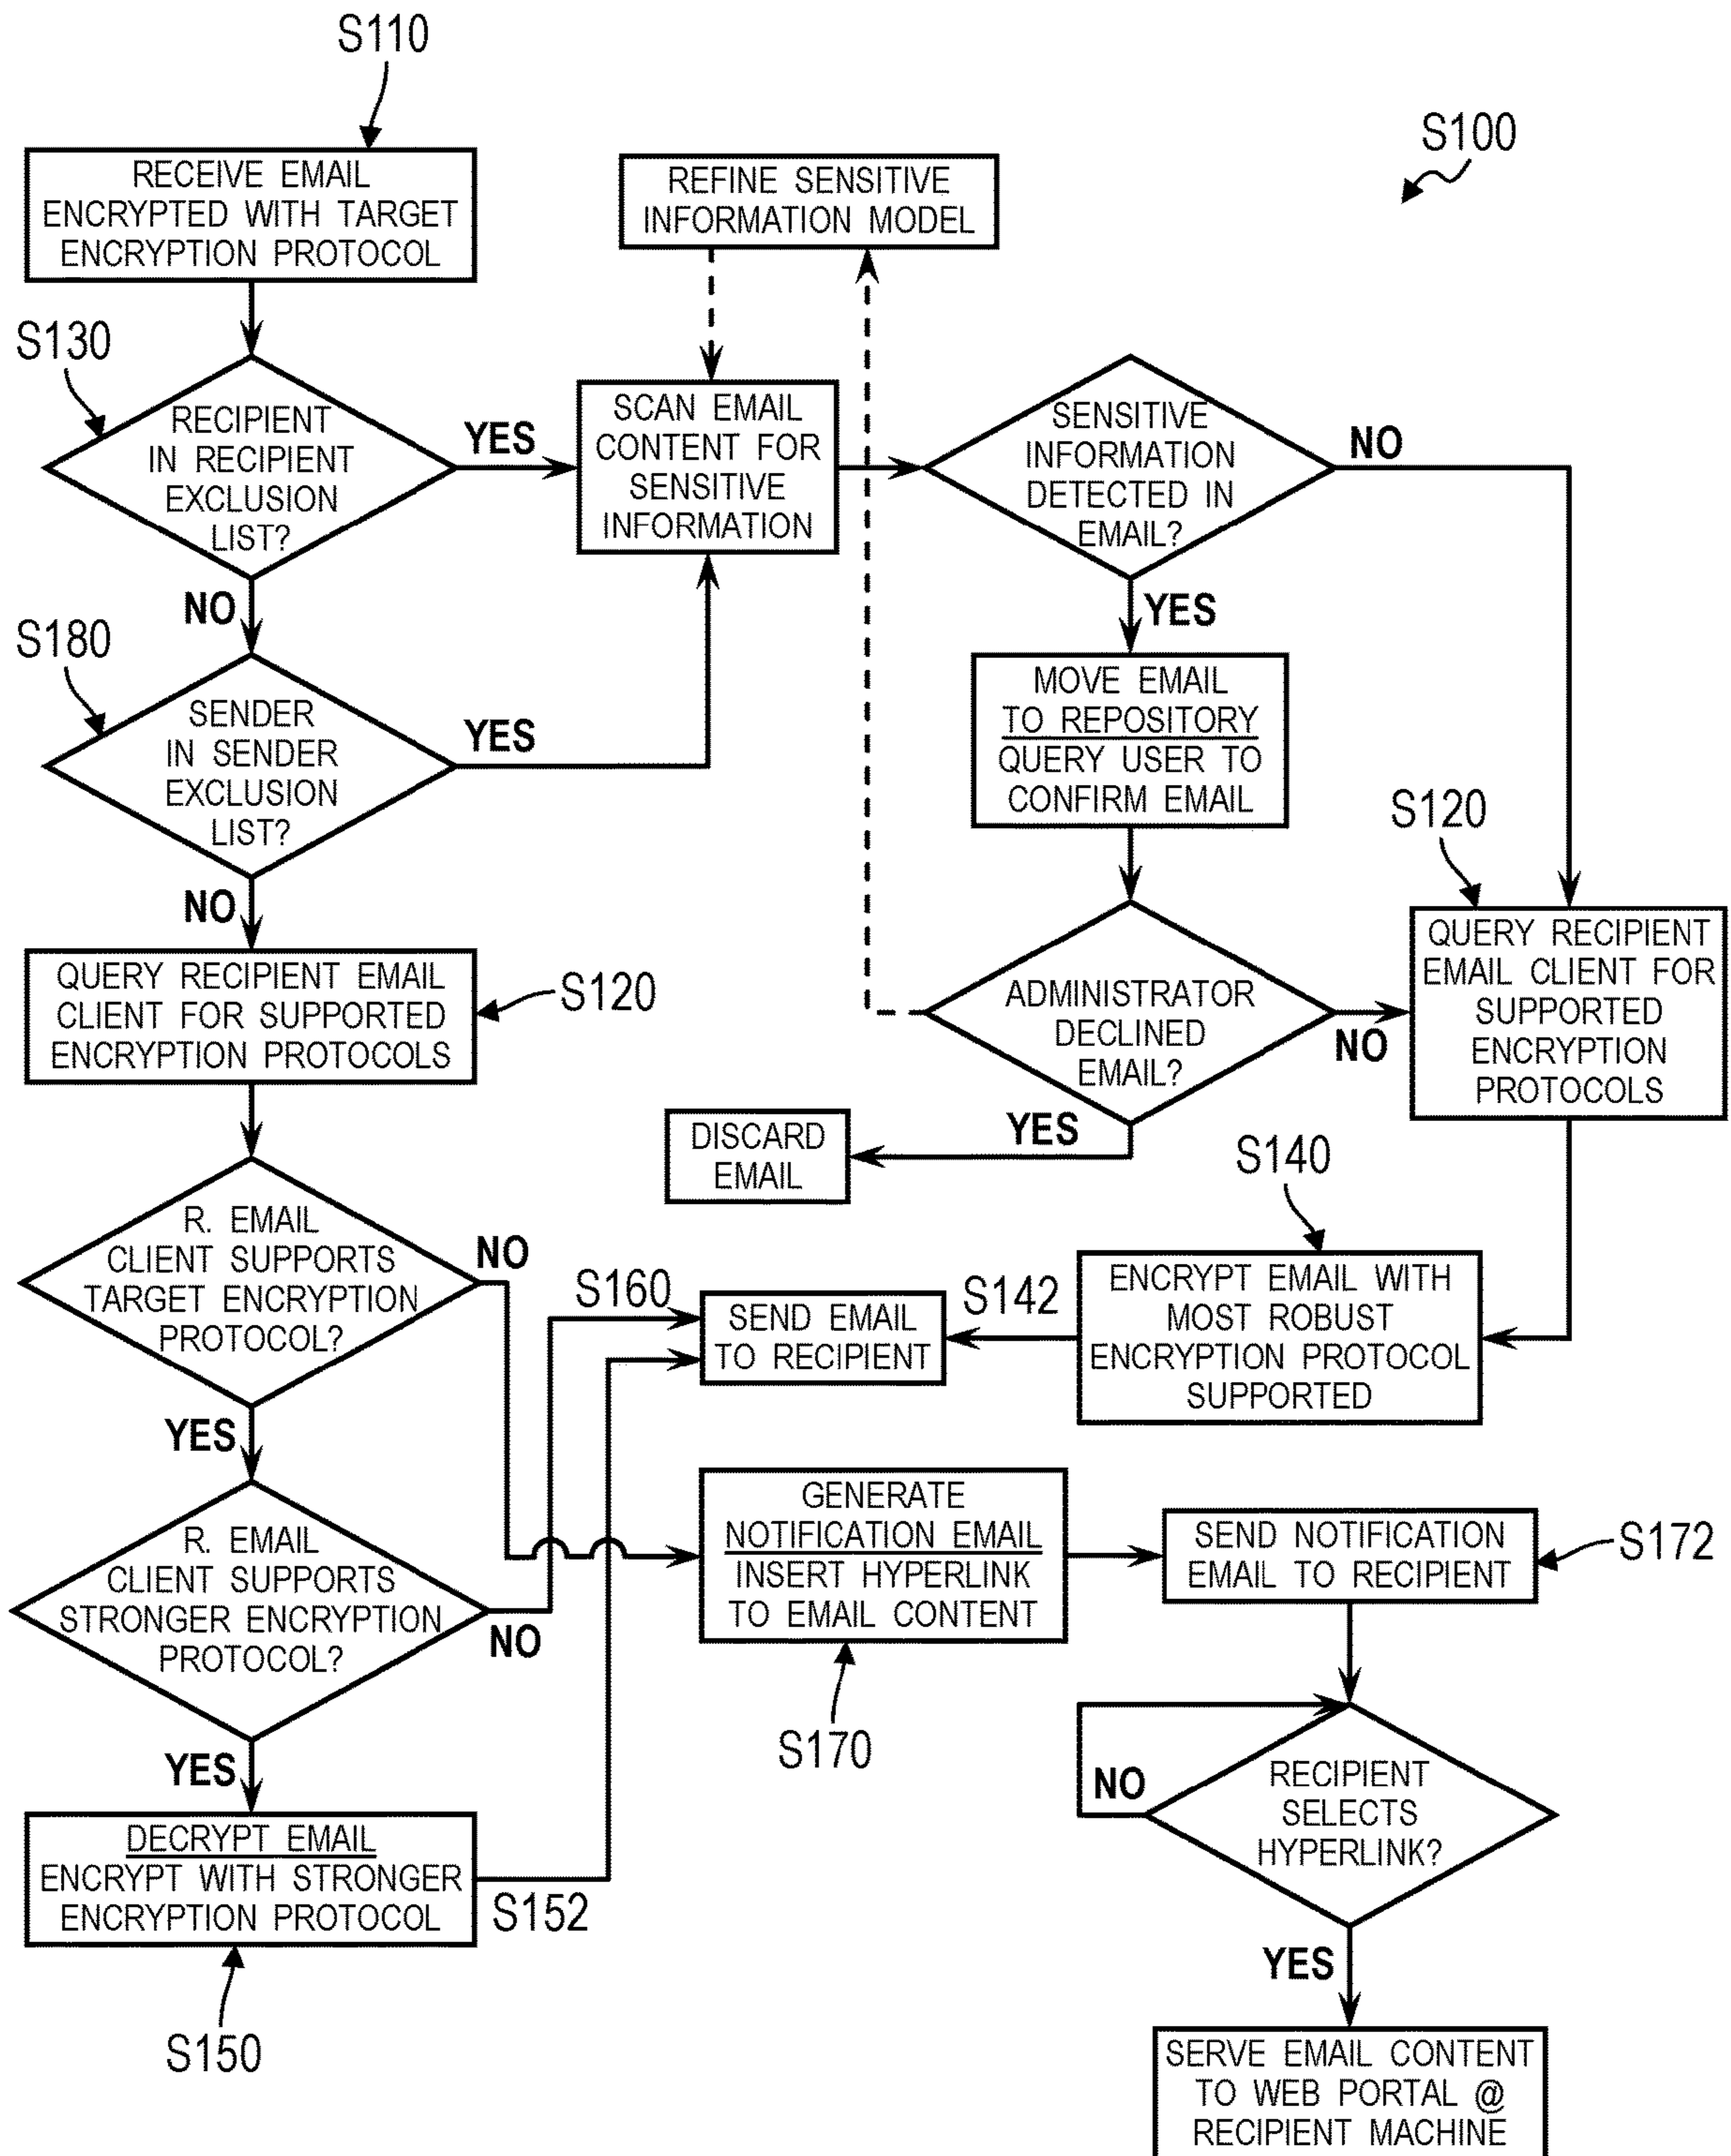 S110
S100
RECEIVE EMAIL
ENCRYPTED WITH TARGET
ENCRYPTION PROTOCOL
REFINE SENSITIVE
INFORMATION MODEL
S130
RECIPIENT
IN RECIPIENT
EXCLUSION
LIST?
YES
NO
SCAN EMAIL
CONTENT FOR
SENSITIVE
INFORMATION
SENSITIVE
INFORMATION
DETECTED IN
EMAIL?
NO
YES
S180
SENDER
IN SENDER
EXCLUSION
LIST?
YES
NO
MOVE EMAIL
TO REPOSITORY
QUERY USER TO
CONFIRM EMAIL
S120
QUERY RECIPIENT
EMAIL CLIENT FOR
SUPPORTED
ENCRYPTION
PROTOCOLS
QUERY RECIPIENT EMAIL
CLIENT FOR SUPPORTED
ENCRYPTION PROTOCOLS
S120
ADMINISTRATOR
DECLINED
EMAIL?
NO
YES
DISCARD
EMAIL
S140
R. EMAIL
CLIENT SUPPORTS
TARGET ENCRYPTION
PROTOCOL?
NO
YES
S160
SEND EMAIL
TO RECIPIENT
S142
ENCRYPT EMAIL WITH
MOST ROBUST
ENCRYPTION PROTOCOL
SUPPORTED
R. EMAIL
CLIENT SUPPORTS
STRONGER ENCRYPTION
PROTOCOL?
NO
YES
GENERATE
NOTIFICATION EMAIL
INSERT HYPERLINK
TO EMAIL CONTENT
S170
SEND NOTIFICATION
EMAIL TO RECIPIENT
S172
DECRYPT EMAIL
ENCRYPT WITH STRONGER
ENCRYPTION PROTOCOL
S152
S150
RECIPIENT
SELECTS
HYPERLINK?
NO
YES
SERVE EMAIL CONTENT
TO WEB PORTAL @
RECIPIENT MACHINE